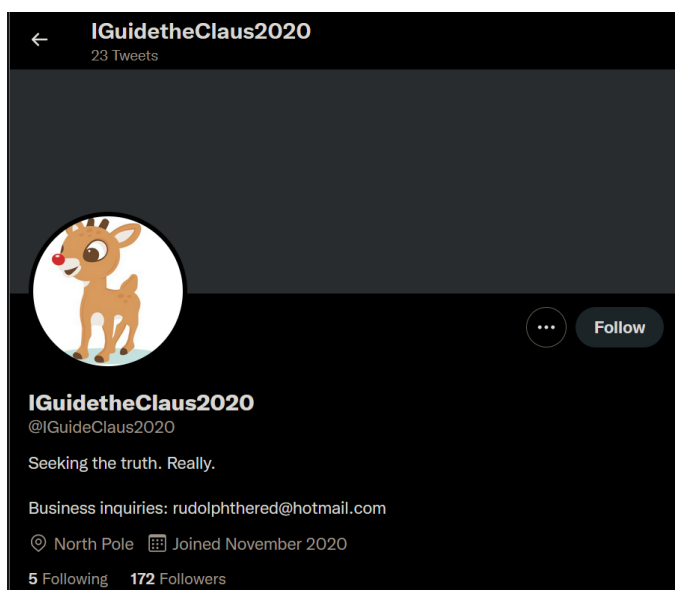 IGuidetheClaus2020
23 Tweets
Follow
IGuidetheClaus2020
@IGuideClaus2020
Seeking the truth. Really.
Business inquiries: rudolphthered@hotmail.com
North Pole Joined November 2020
5 Following 172 Followers